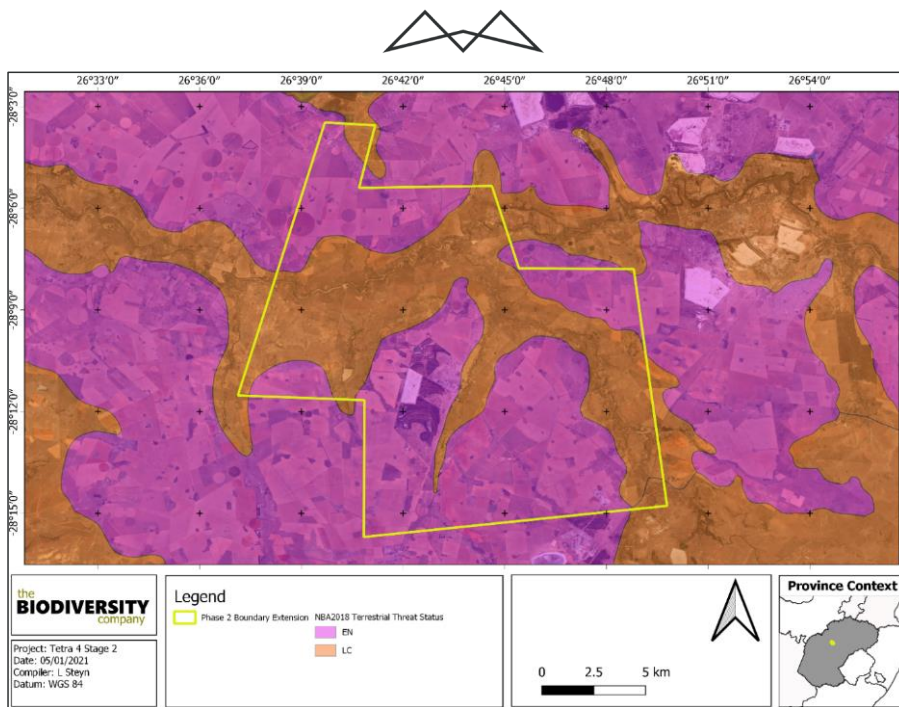 26°33'0" 26°36'0" 26°39'0" 26°42'0" 26°45'0" 26°48'0" 26°51'0" 26°54'0"
-28°3'0"
-28°6'0"
-28°9'0"
-28°12'0"
-28°15'0"
the
BIODIVERSITY
company
Project: Tetra 4 Stage 2
Date: 05/01/2021
Compiler: L Steyn
Datum: WGS 84
Legend
Phase 2 Boundary Extension
NBA2018 Terrestrial Threat Status
EN
LC
0 2.5 5 km
Province Context